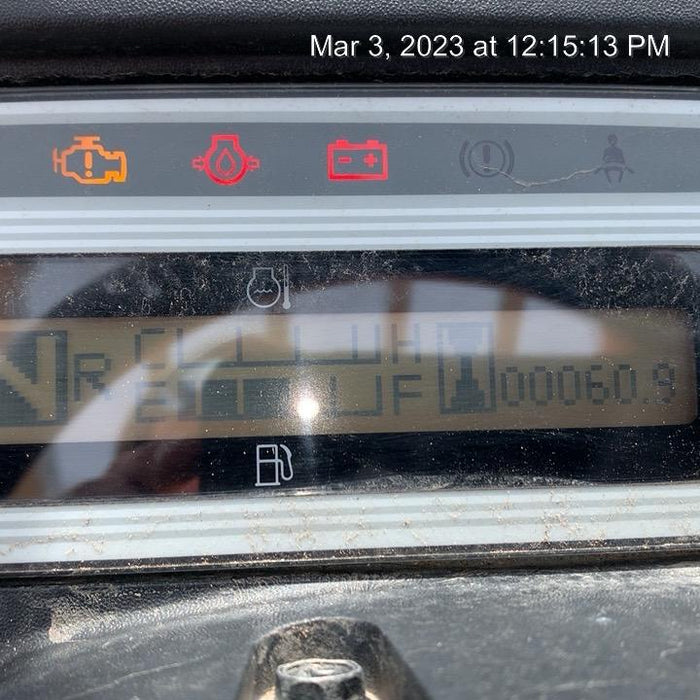 Mar 3, 2023 at 12:15:13 PM
N R C H 00060.9
E F